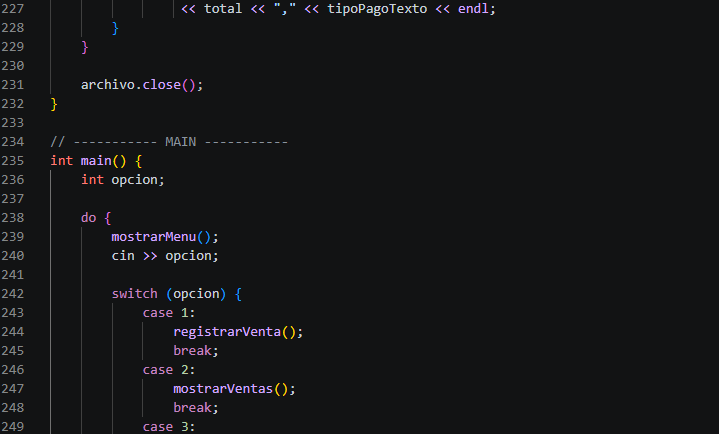 227 << total << "," << tipoPagoTexto << endl;
228 }
229 }
230
231 archivo.close();
232 }
233
234 // ----------- MAIN -----------
235 int main() {
236 int opcion;
237
238 do {
239 mostrarMenu();
240 cin >> opcion;
241
242 switch (opcion) {
243 case 1:
244 registrarVenta();
245 break;
246 case 2:
247 mostrarVentas();
248 break;
249 case 3: